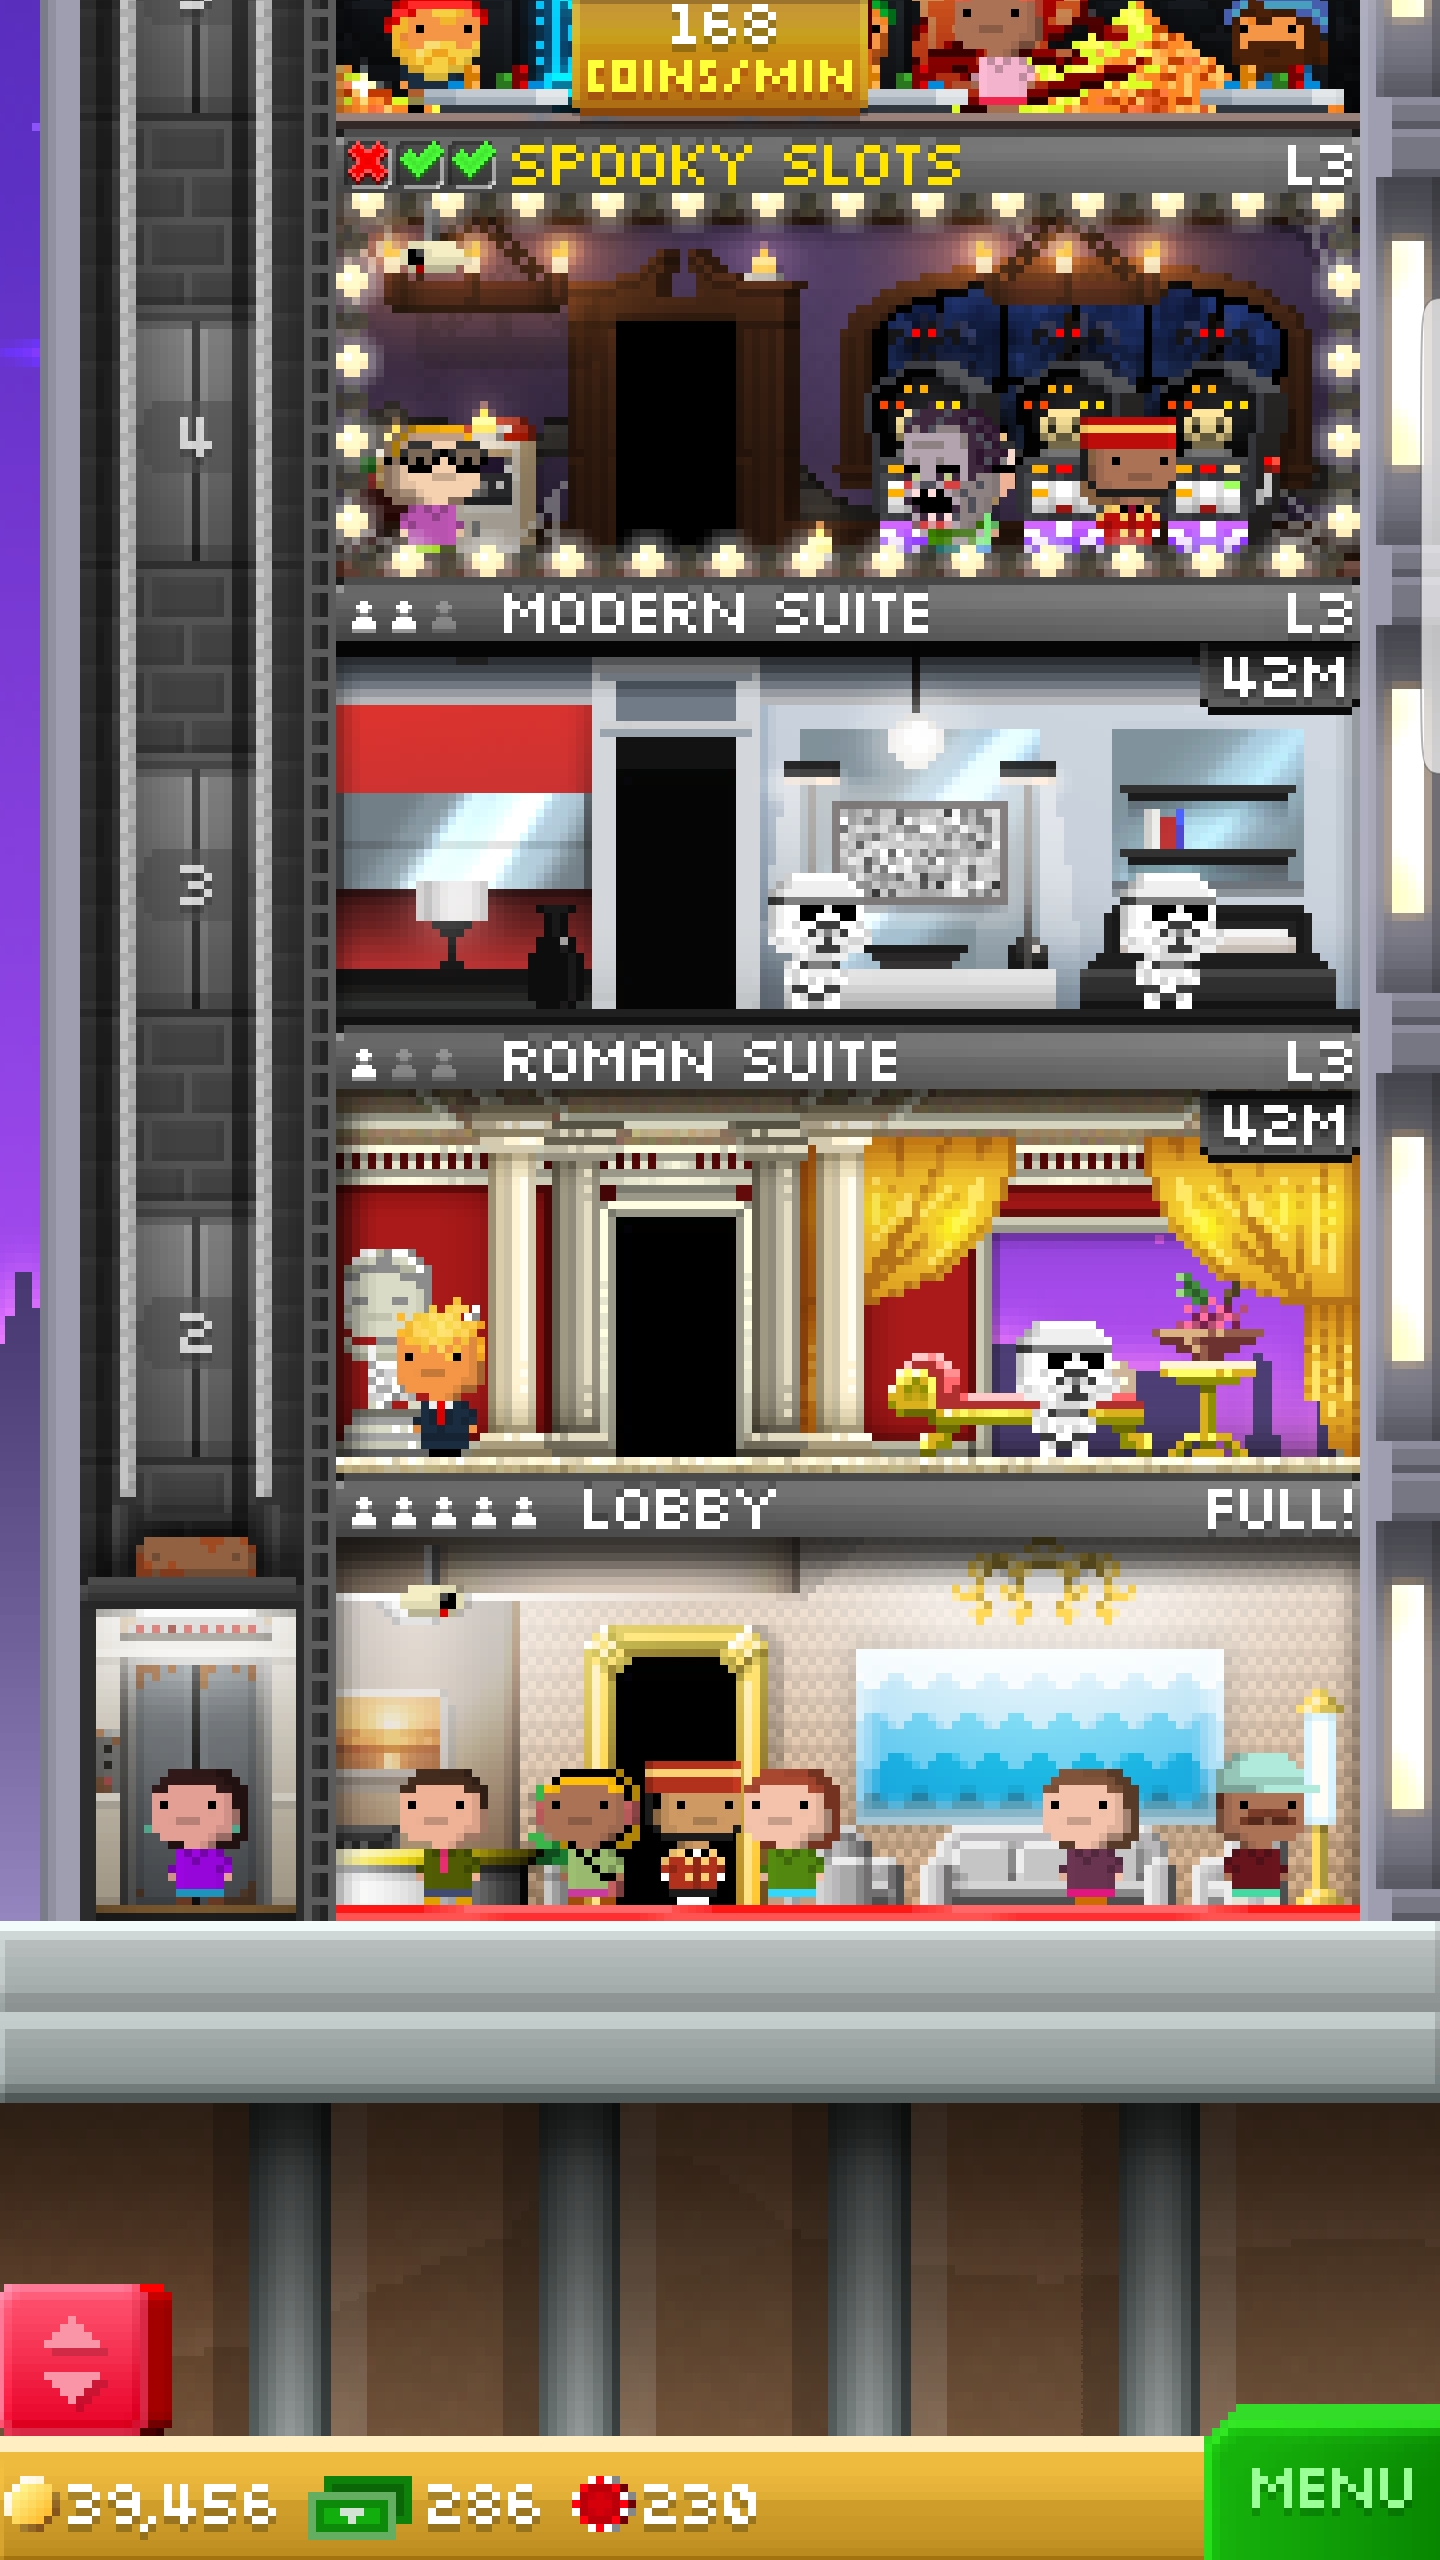 168
COINS/MIN
SPOOKY SLOTS L3
4
MODERN SUITE L3
42M
3
ROMAN SUITE L3
42M
2
LOBBY FULL!
39,456 286 230
MENU